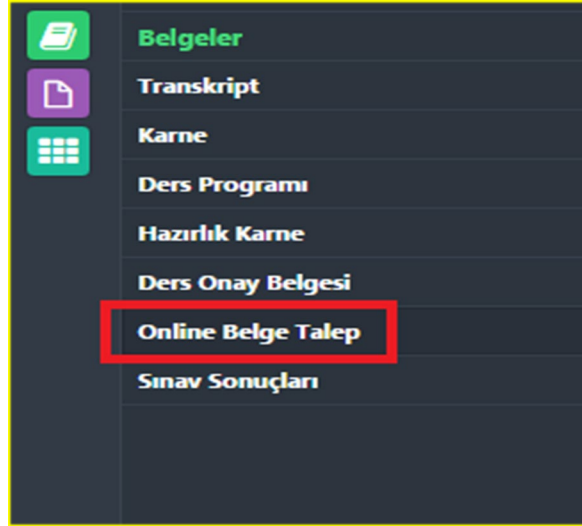 Belgeler
Transkript
Karne
Ders Programı
Hazırlık Karne
Ders Onay Belgesi
Online Belge Talep
Sınav Sonuçları